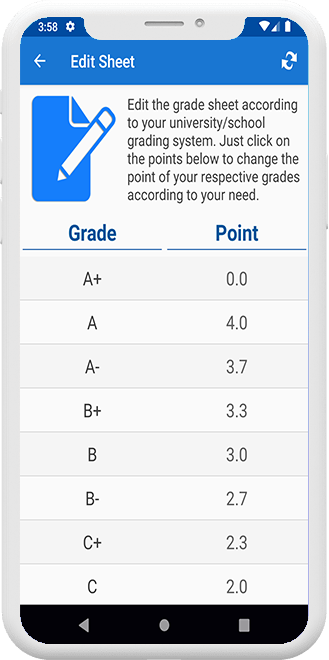 3:58
Edit Sheet
Edit the grade sheet according
to your university/school
grading system. Just click on
the points below to change the
point of your respective grades
according to your need.
Grade Point
A+ 0.0
A 4.0
A- 3.7
B+ 3.3
B 3.0
B- 2.7
C+ 2.3
C 2.0